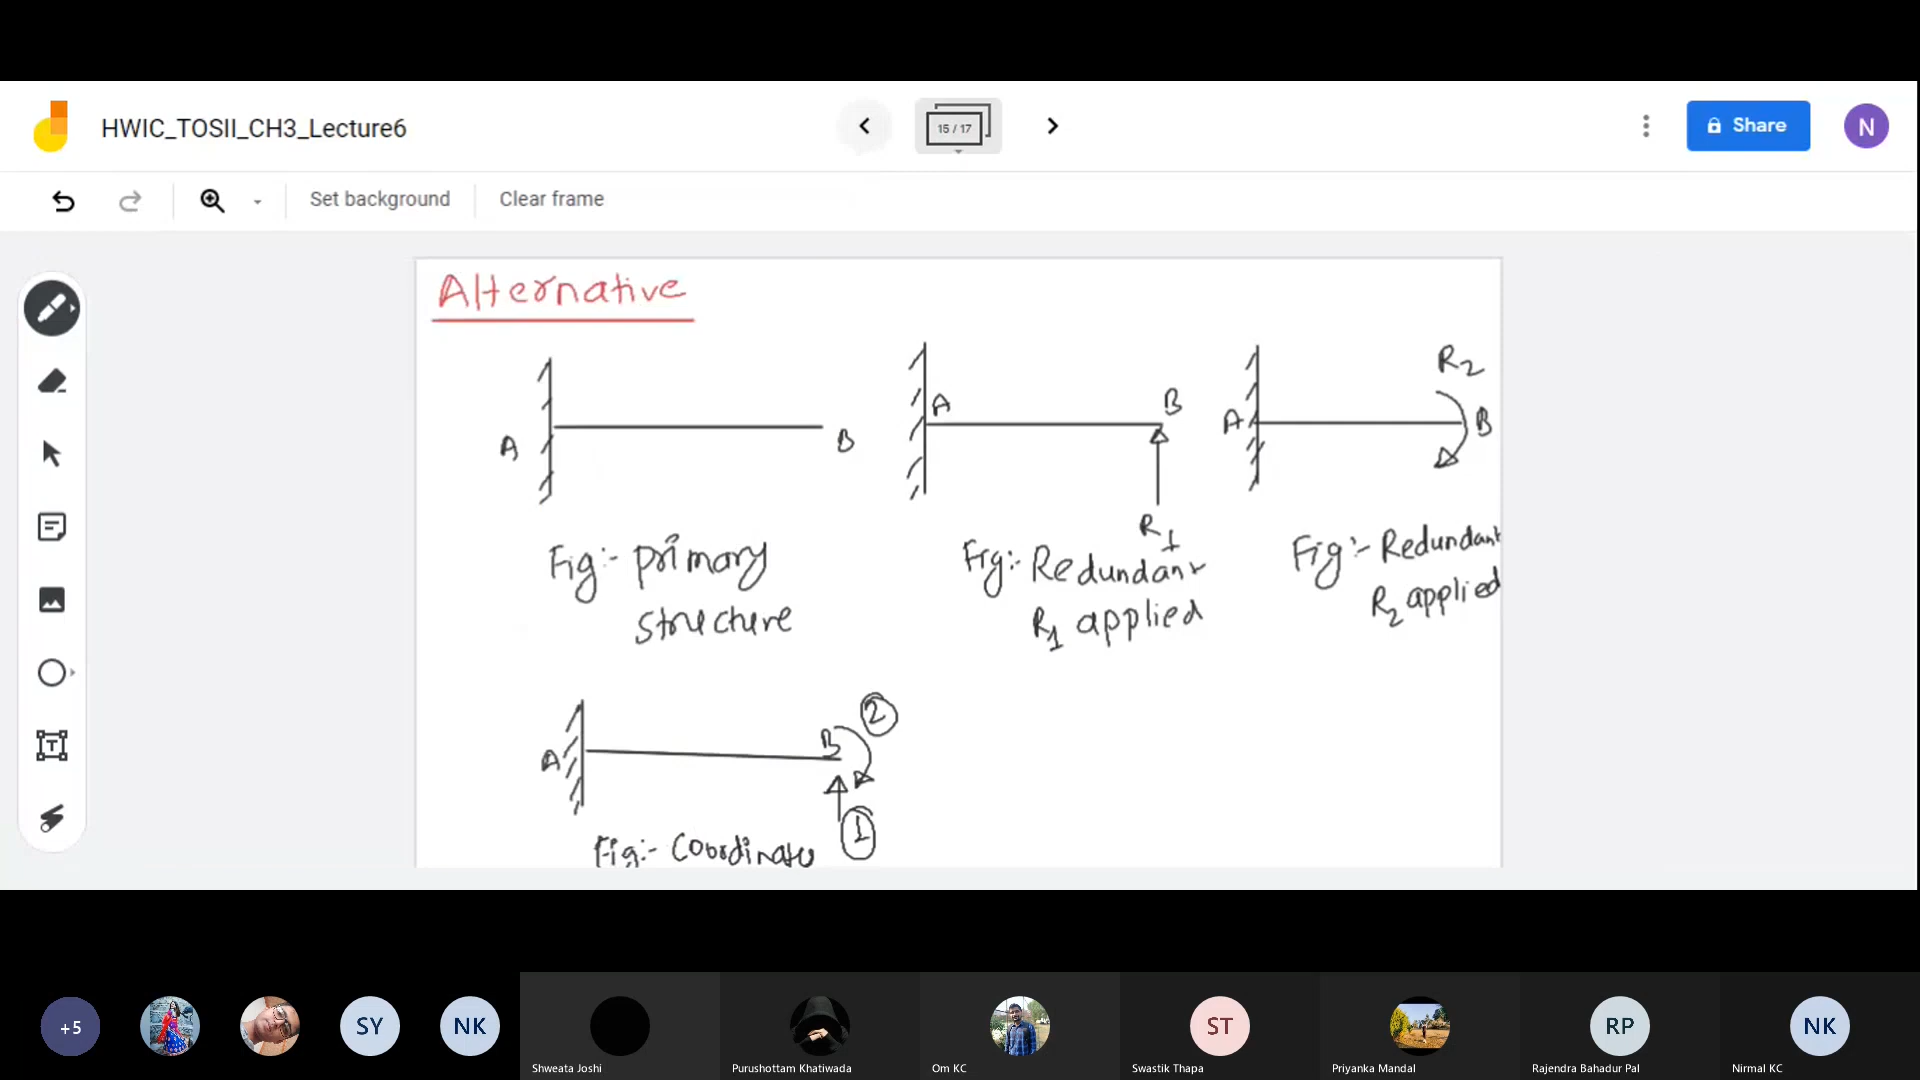 HWIC_TOSII_CH3_Lecture6
15 / 17
Share
N
Set background
Clear frame
Alternative
A
B
Fig:- primary
structure
A
B
R1
Fig:- Redundant
R1 applied
A
R2
B
Fig:- Redundant
R2 applied
A
B
2
1
Fig:- Coordinates
T
+5
SY
NK
Shweata Joshi
Purushottam Khatiwada
Om KC
ST
Swastik Thapa
Priyanka Mandal
RP
Rajendra Bahadur Pal
NK
Nirmal KC